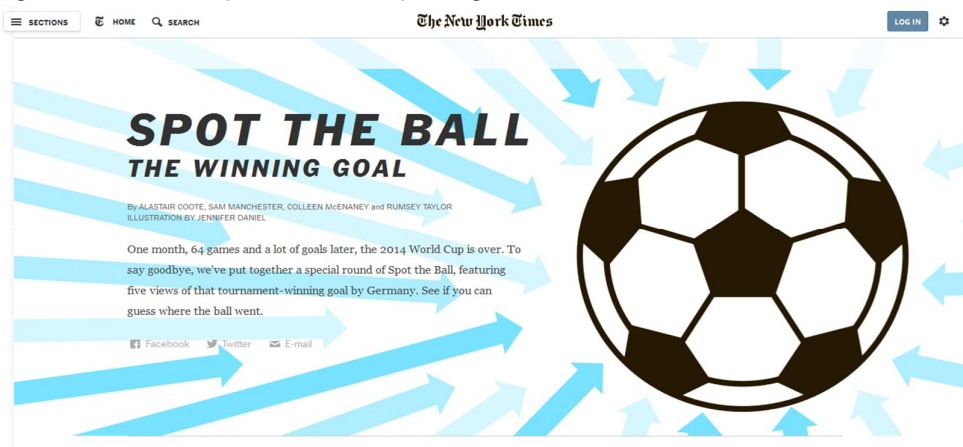 SECTIONS HOME SEARCH The New York Times LOG IN
SPOT THE BALL
THE WINNING GOAL
By ALASTAIR COOTE, SAM MANCHESTER, COLLEEN McENANEY and RUMSEY TAYLOR
ILLUSTRATION BY JENNIFER DANIEL
One month, 64 games and a lot of goals later, the 2014 World Cup is over. To
say goodbye, we've put together a special round of Spot the Ball, featuring
five views of that tournament-winning goal by Germany. See if you can
guess where the ball went.
Facebook Twitter E-mail